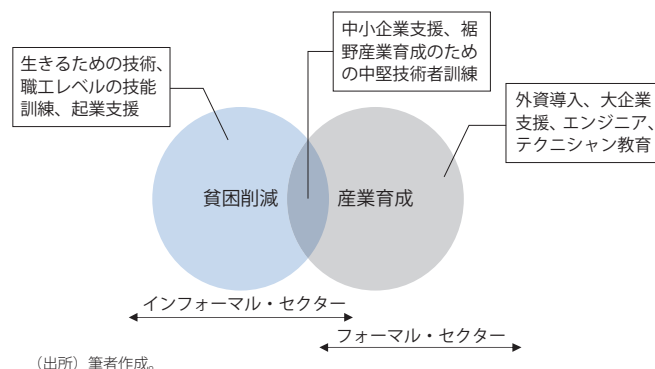 生きるための技術、
職工レベルの技能
訓練、起業支援
中小企業支援、裾
野産業育成のため
の中堅技術者訓練
外資導入、大企業
支援、エンジニア、
テクニシャン教育
貧困削減
産業育成
インフォーマル・セクター
フォーマル・セクター
（出所）筆者作成。